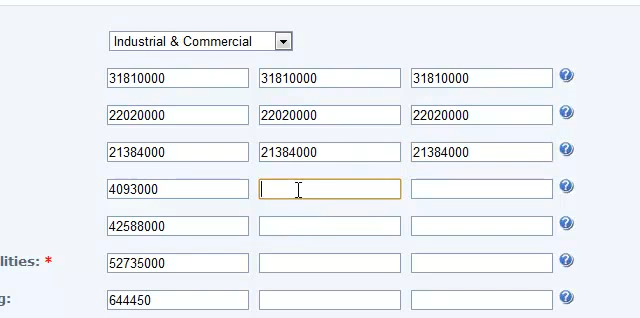 Industrial & Commercial
31810000 31810000 31810000 ?
22020000 22020000 22020000 ?
21384000 21384000 21384000 ?
4093000 ?
42588000 ?
lities: * 52735000 ?
g: 644450 ?